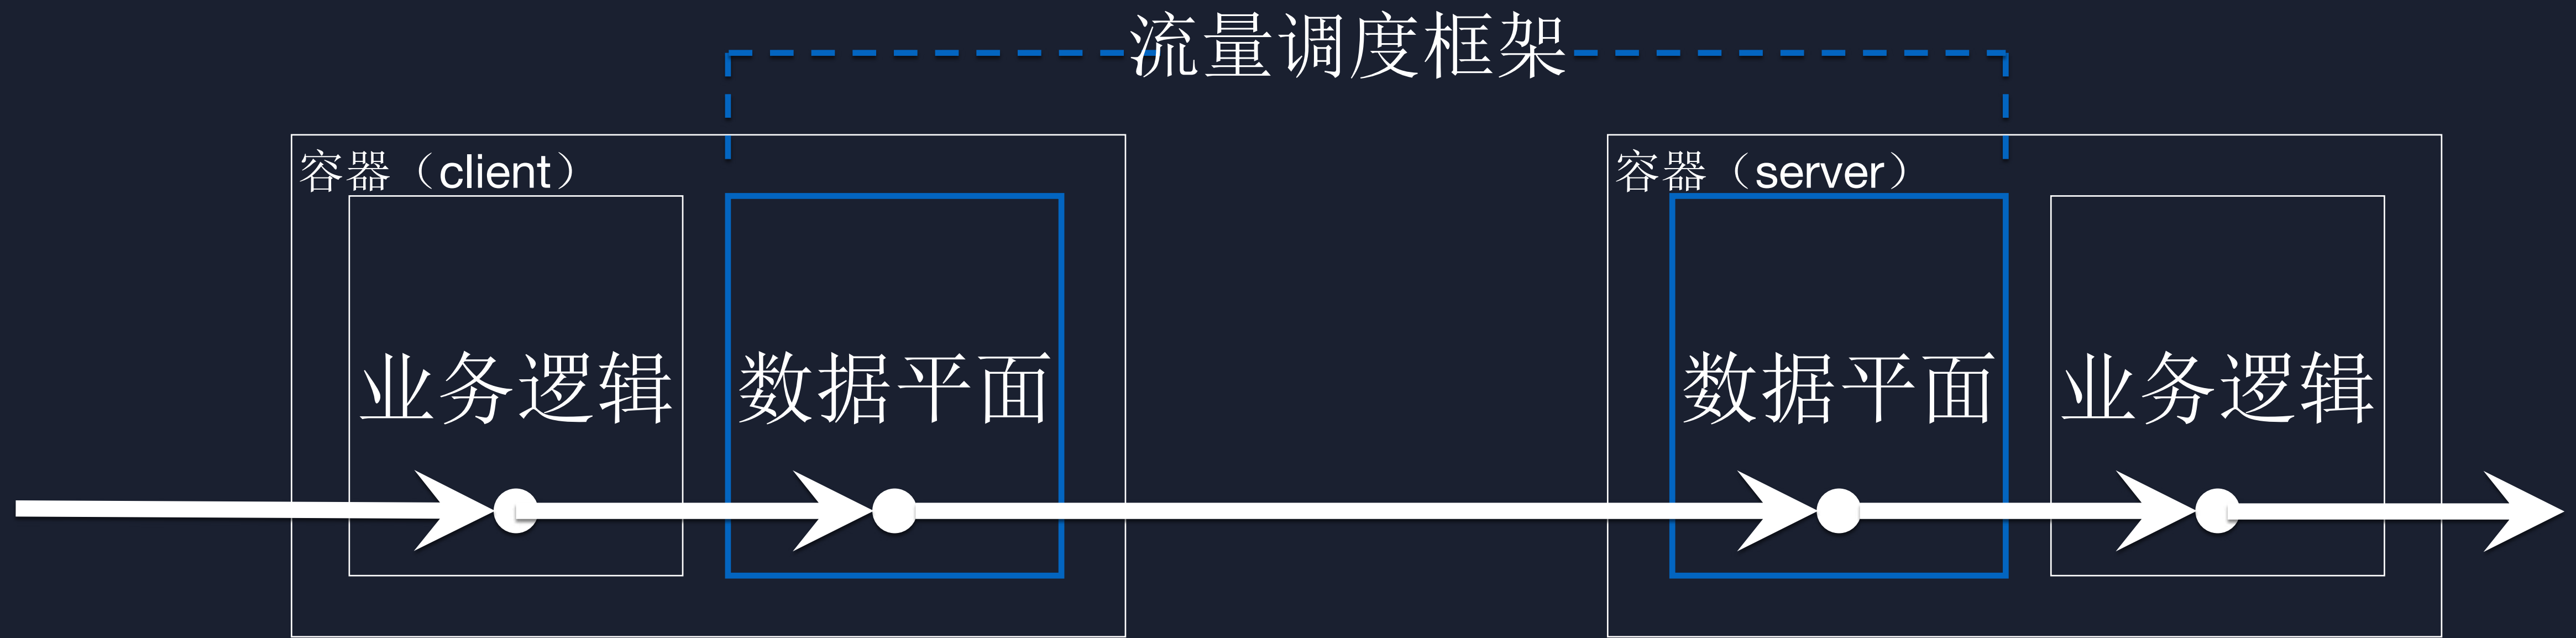 流量调度框架
容器（client）
容器（server）
业务逻辑
数据平面
数据平面
业务逻辑